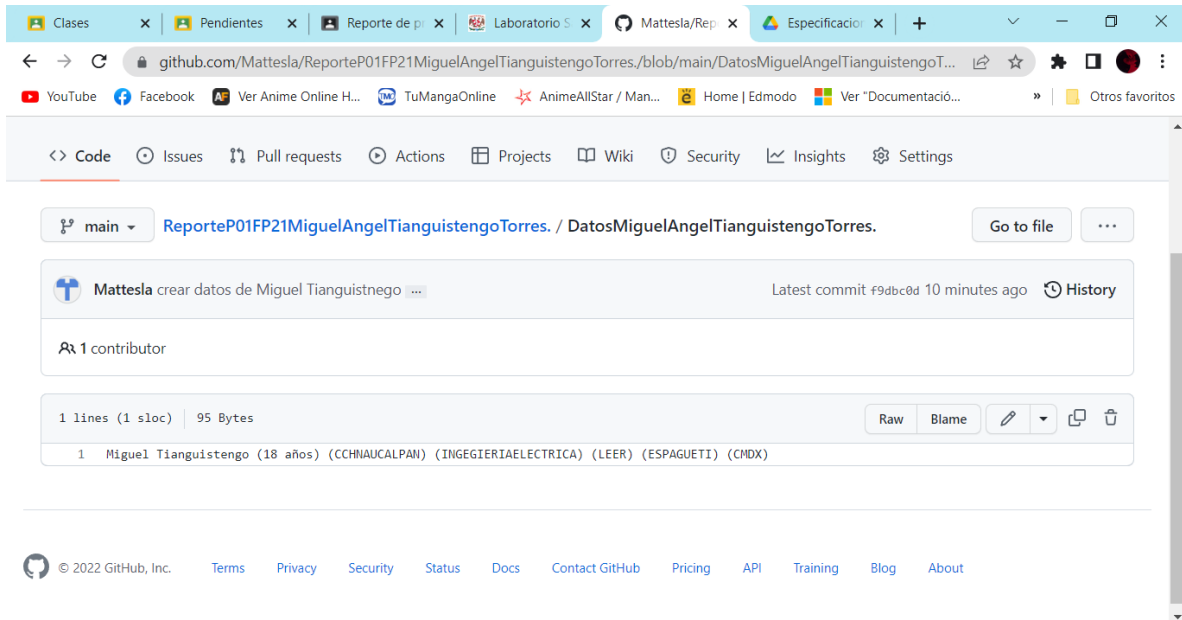 Clases
Pendientes
Reporte de pr
Laboratorio S
Mattesla/Rep
Especificacion
github.com/Mattesla/ReporteP01FP21MiguelAngelTianguistengoTorres./blob/main/DatosMiguelAngelTianguistengoT...
YouTube Facebook AF Ver Anime Online H... TMO TuMangaOnline AnimeAllStar / Man... ë Home | Edmodo Ver "Documentació... » Otros favoritos
<> Code Issues Pull requests Actions Projects Wiki Security Insights Settings
main ReporteP01FP21MiguelAngelTianguistengoTorres. / DatosMiguelAngelTianguistengoTorres. Go to file ...
Mattesla crear datos de Miguel Tianguistnego ... Latest commit f9dbc0d 10 minutes ago History
1 contributor
1 lines (1 sloc) 95 Bytes Raw Blame
1 Miguel Tianguistengo (18 años) (CCHNAUCALPAN) (INGEGIERIAELECTRICA) (LEER) (ESPAGUETI) (CMDX)
© 2022 GitHub, Inc. Terms Privacy Security Status Docs Contact GitHub Pricing API Training Blog About